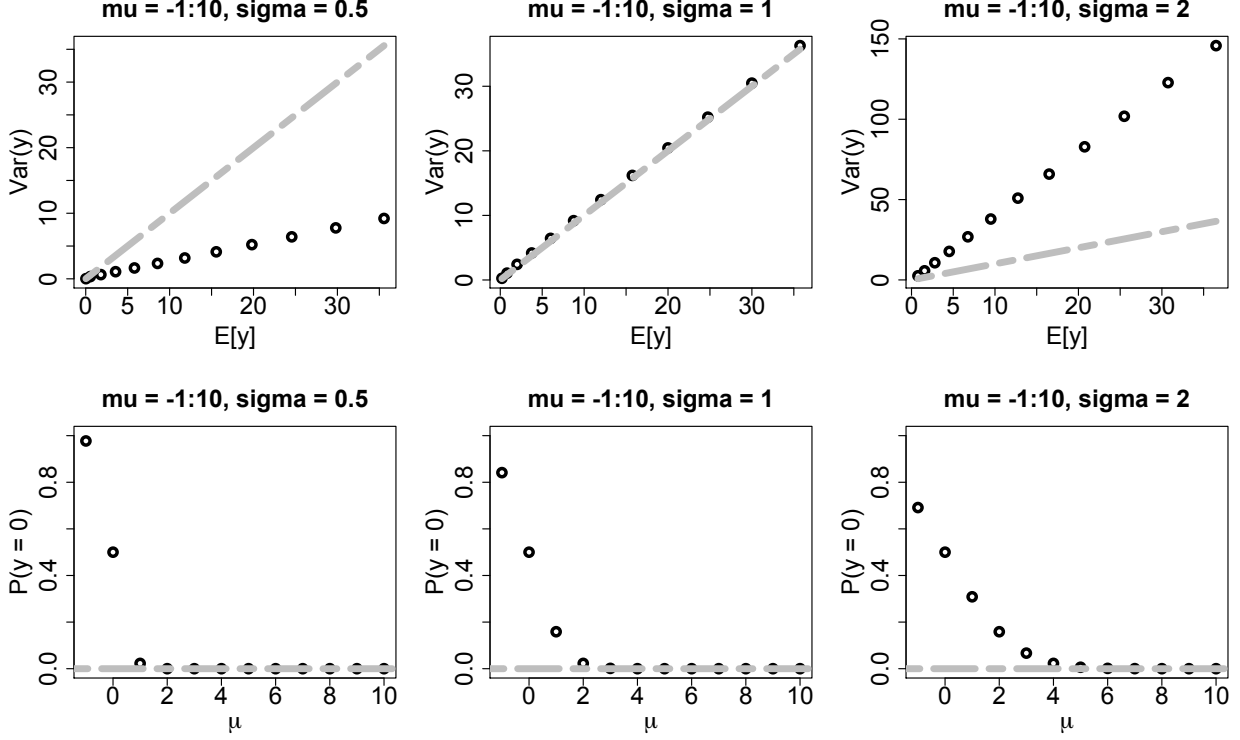 mu = -1:10, sigma = 0.5
mu = -1:10, sigma = 1
mu = -1:10, sigma = 2
Var(y)
0 10 20 30
0 5 10 20 30
E[y]
Var(y)
0 10 20 30
0 5 10 20 30
E[y]
Var(y)
0 50 100 150
0 5 10 20 30
E[y]
mu = -1:10, sigma = 0.5
mu = -1:10, sigma = 1
mu = -1:10, sigma = 2
P(y = 0)
0.0 0.4 0.8
0 2 4 6 8 10
μ
P(y = 0)
0.0 0.4 0.8
0 2 4 6 8 10
μ
P(y = 0)
0.0 0.4 0.8
0 2 4 6 8 10
μ